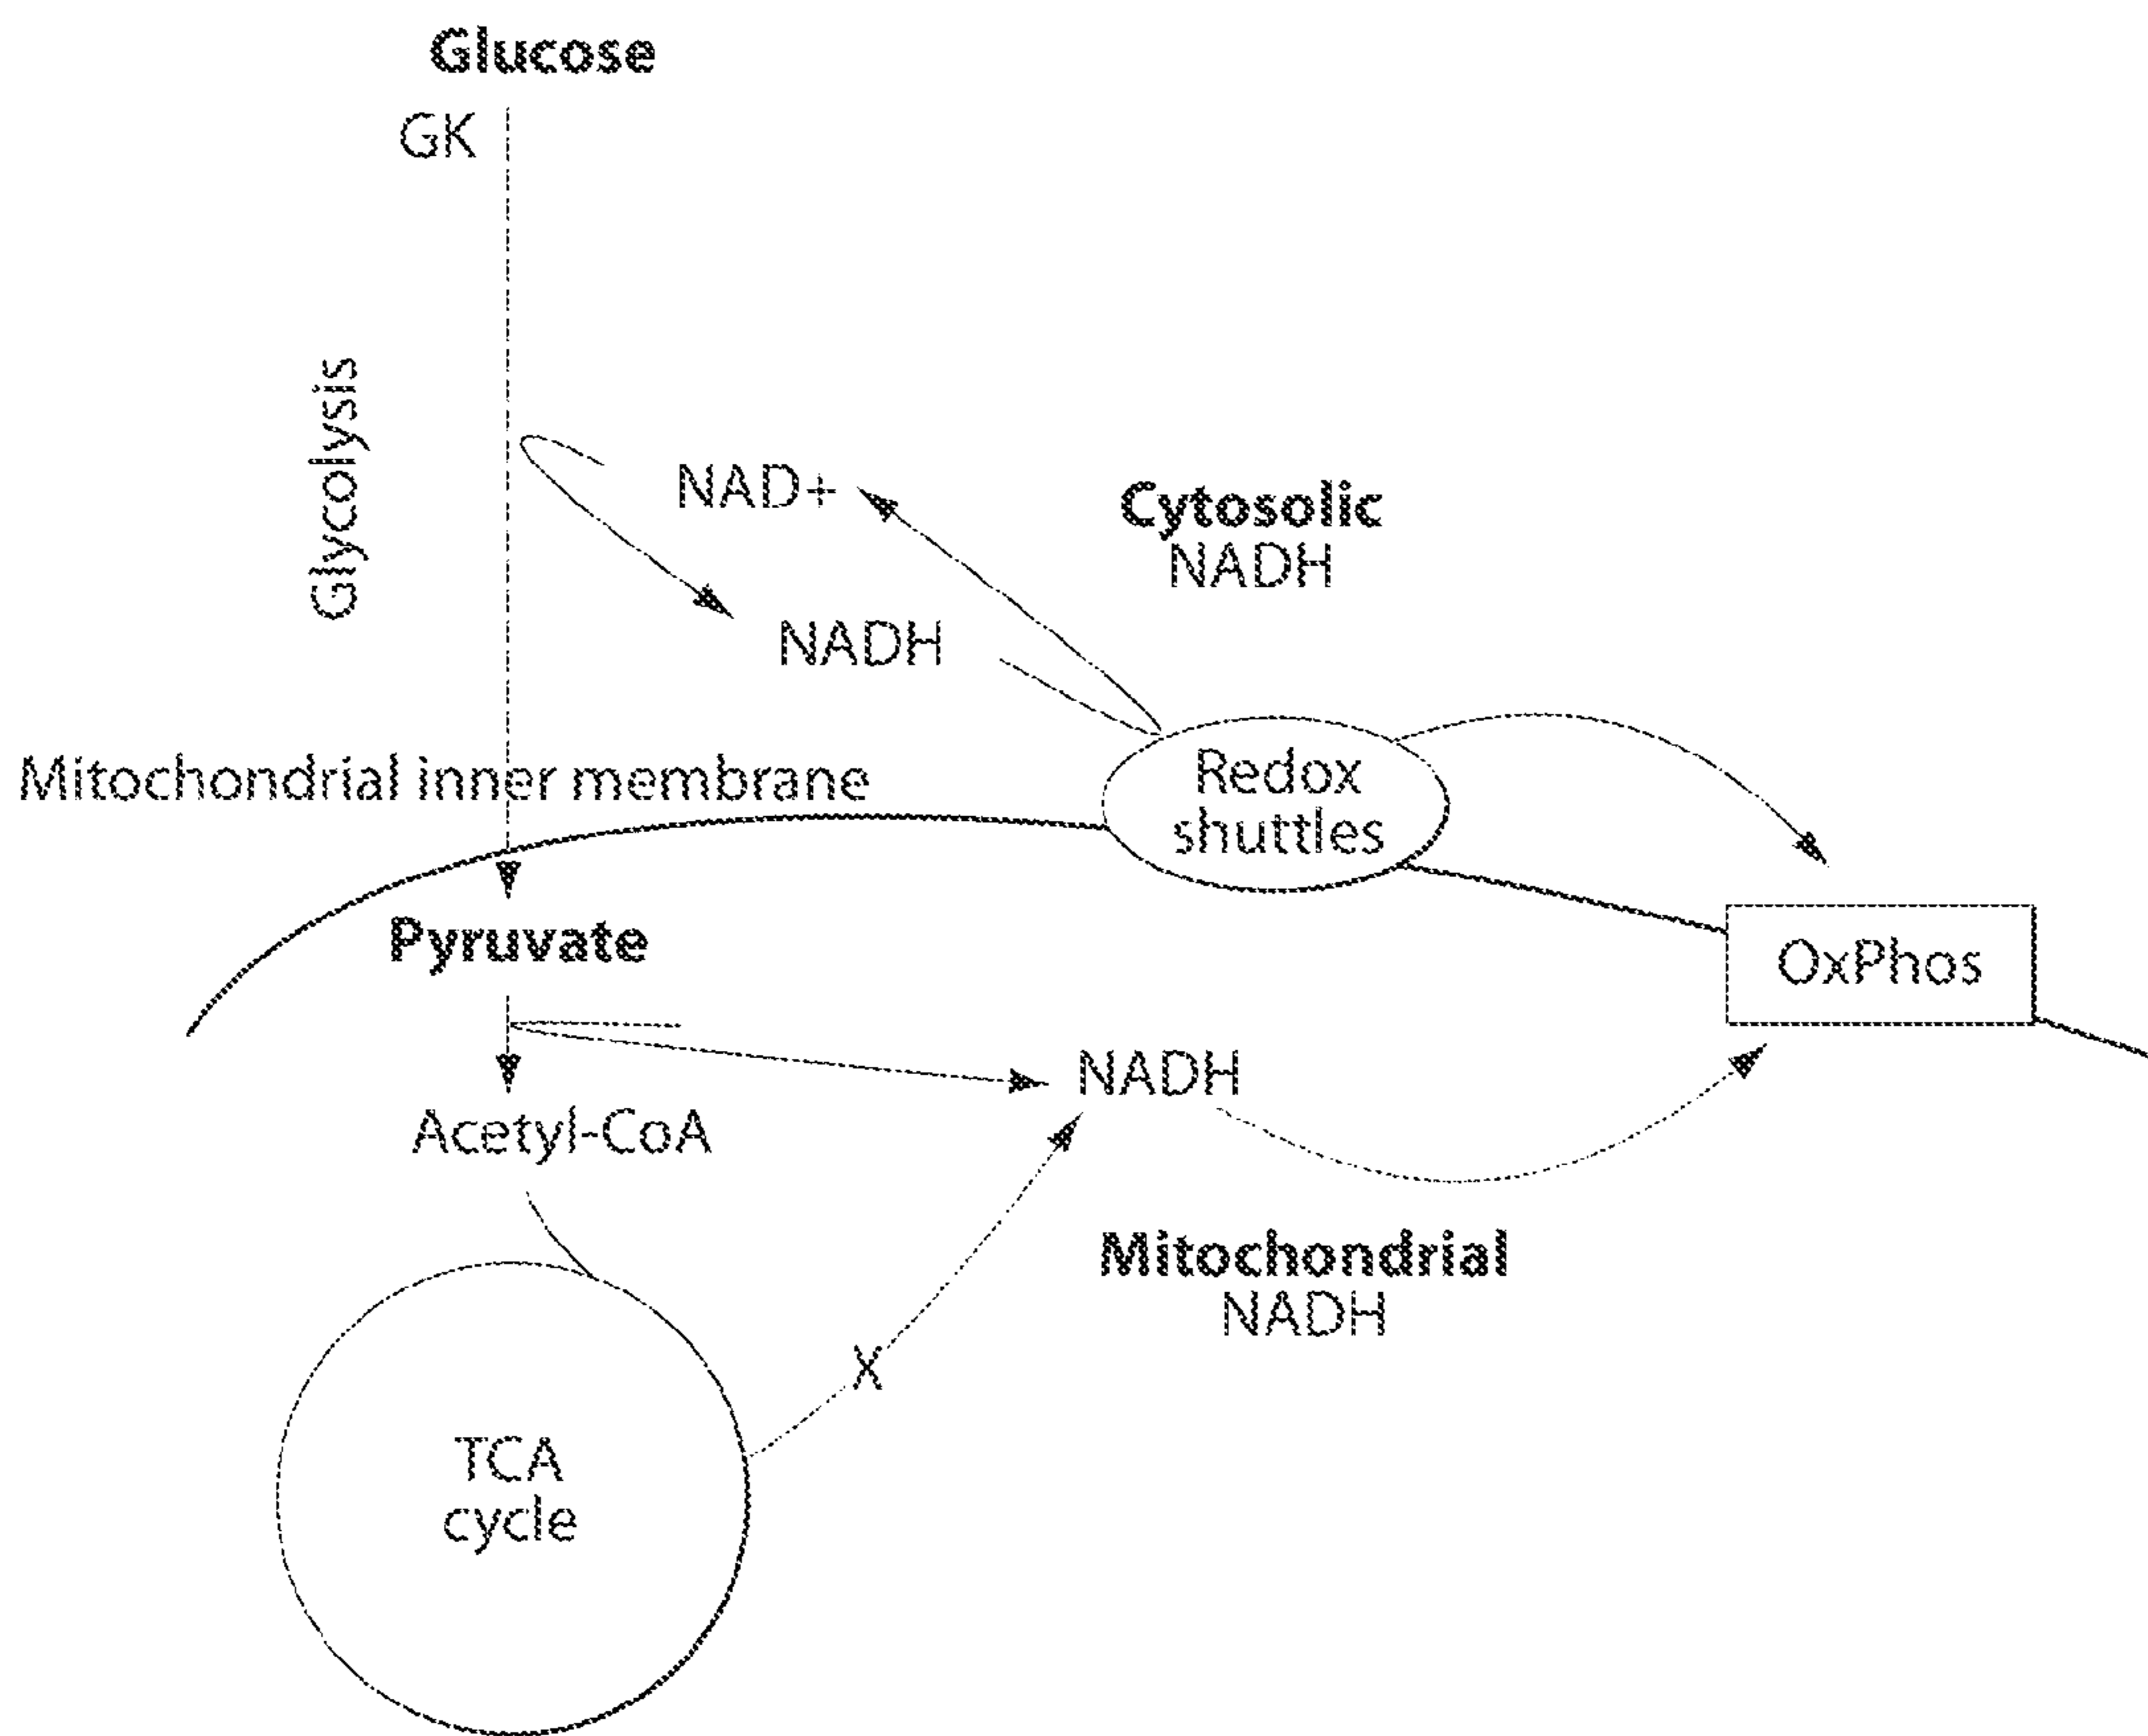 Glucose
GK
Glycolysis
NAD+
Cytosolic
NADH
NADH
Mitochondrial inner membrane
Redox
shuttles
Pyruvate
OxPhos
NADH
Acetyl-CoA
Mitochondrial
NADH
X
TCA
cycle